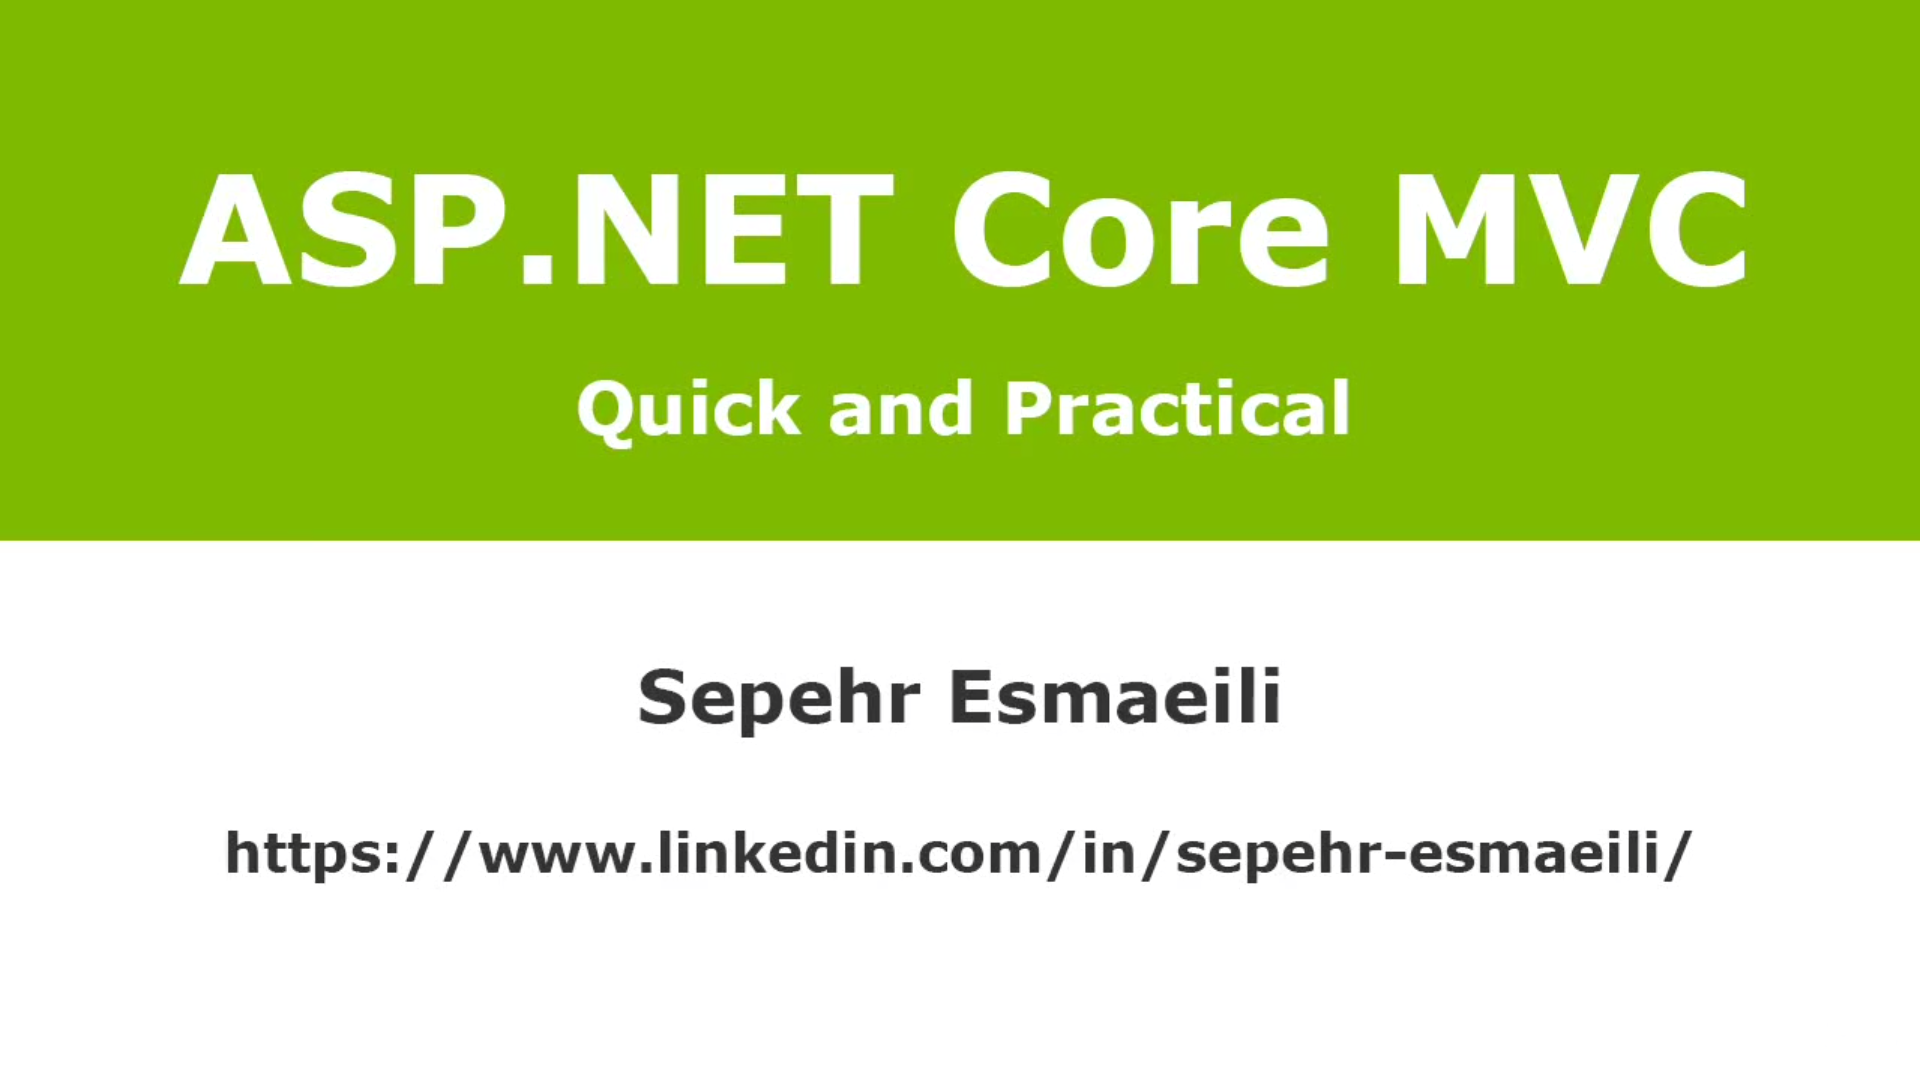 ASP.NET Core MVC
Quick and Practical
Sepehr Esmaeili
https://www.linkedin.com/in/sepehr-esmaeili/